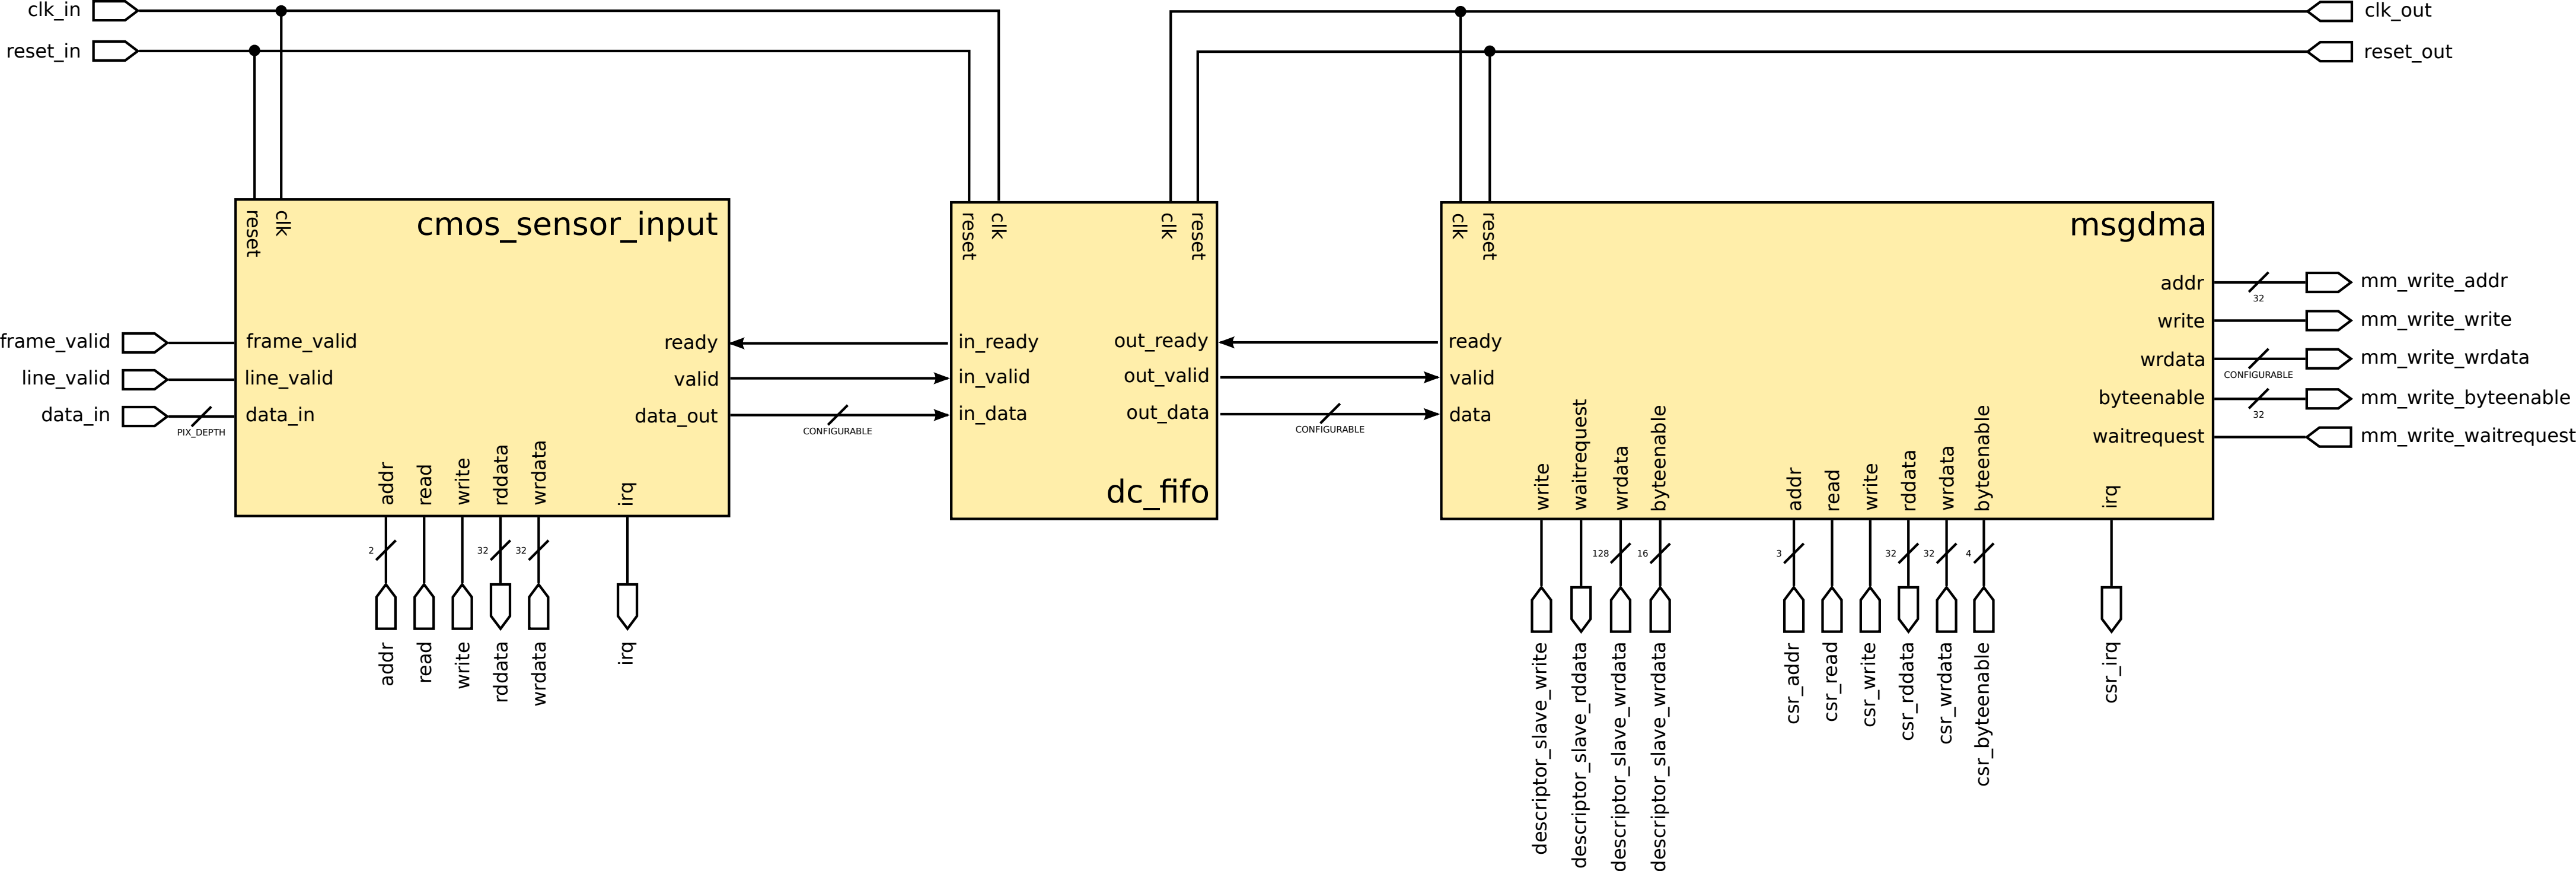 clk_in
clk_out
reset_in
reset_out
reset
clk
cmos_sensor_input
frame_valid
line_valid
data_in
PIX_DEPTH
frame_valid
line_valid
data_in
ready
valid
data_out
CONFIGURABLE
addr
read
write
rddata
wrdata
irq
2
32
32
addr
read
write
rddata
wrdata
irq
reset
clk
clk
reset
in_ready
in_valid
in_data
out_ready
out_valid
out_data
dc_fifo
CONFIGURABLE
clk
reset
msgdma
ready
valid
data
addr
write
wrdata
byteenable
waitrequest
32
CONFIGURABLE
32
mm_write_addr
mm_write_write
mm_write_wrdata
mm_write_byteenable
mm_write_waitrequest
write
waitrequest
wrdata
byteenable
addr
read
write
rddata
wrdata
byteenable
irq
128
16
3
32
32
4
descriptor_slave_write
descriptor_slave_rddata
descriptor_slave_wrdata
descriptor_slave_wrdata
csr_addr
csr_read
csr_write
csr_rddata
csr_wrdata
csr_byteenable
csr_irq